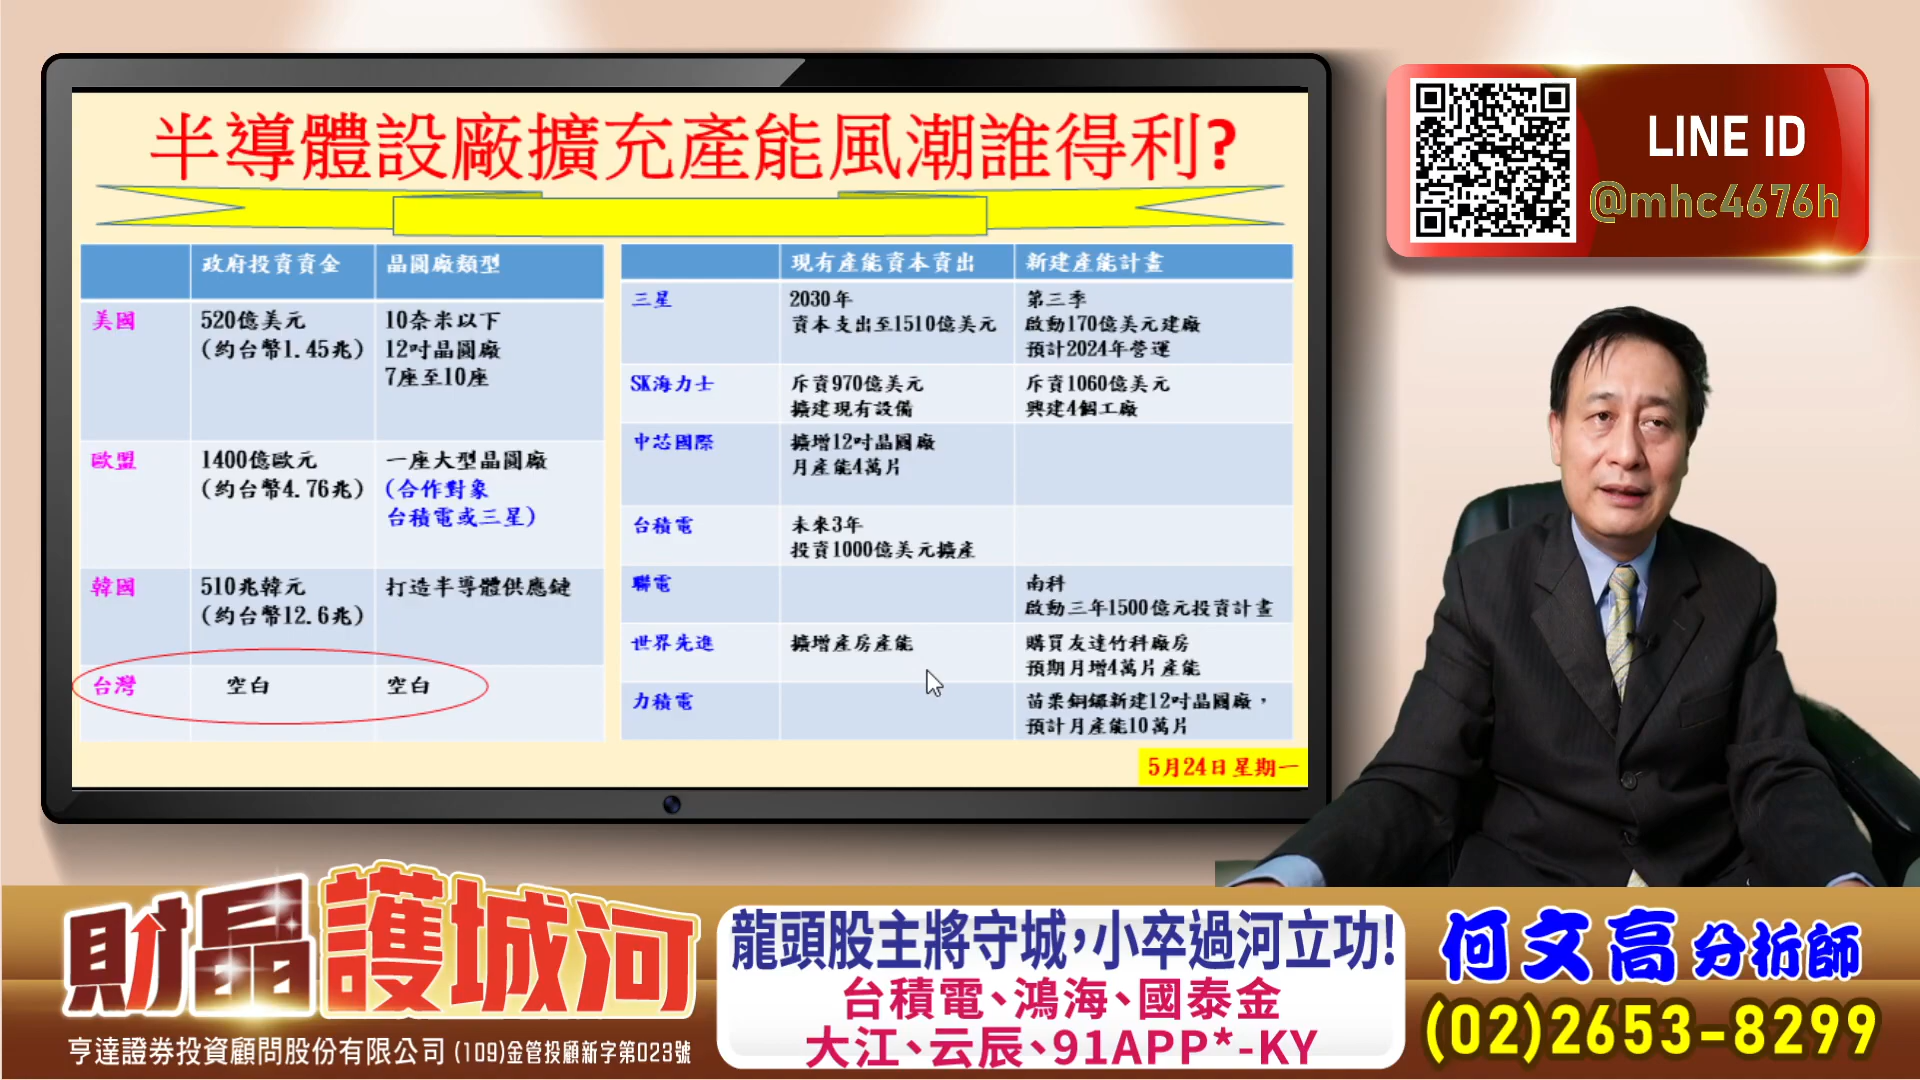 半導體設廠擴充產能風潮誰得利?
政府投資資金 晶圓廠類型
美國 520億美元 10奈米以下
(約台幣1.45兆) 12吋晶圓廠
7座至10座
歐盟 1400億歐元 一座大型晶圓廠
(約台幣4.76兆) (合作對象
台積電或三星)
韓國 510兆韓元 打造半導體供應鏈
(約台幣12.6兆)
台灣 空白 空白
現有產能資本資出 新建產能計畫
三星 2030年 第三季
資本支出至1510億美元 啟動170億美元建廠
預計2024年營運
SK海力士 斥資970億美元 斥資1060億美元
擴建現有設備 興建4個工廠
中芯國際 擴增12吋晶圓廠
月產能4萬片
台積電 未來3年
投資1000億美元擴產
聯電 南科
啟動三年1500億元投資計畫
世界先進 擴增產房產能 購買友達竹科廠房
預期月增4萬片產能
力積電 苗栗銅鑼新建12吋晶圓廠，
預計月產能10萬片
5月24日星期一
LINE ID
@mhc4676h
財晶護城河
亨達證券投資顧問股份有限公司 (109)金管投顧新字第023號
龍頭股主將守城，小卒過河立功!
台積電、鴻海、國泰金
大江、云辰、91APP*-KY
何文高 分析師
(02)2653-8299